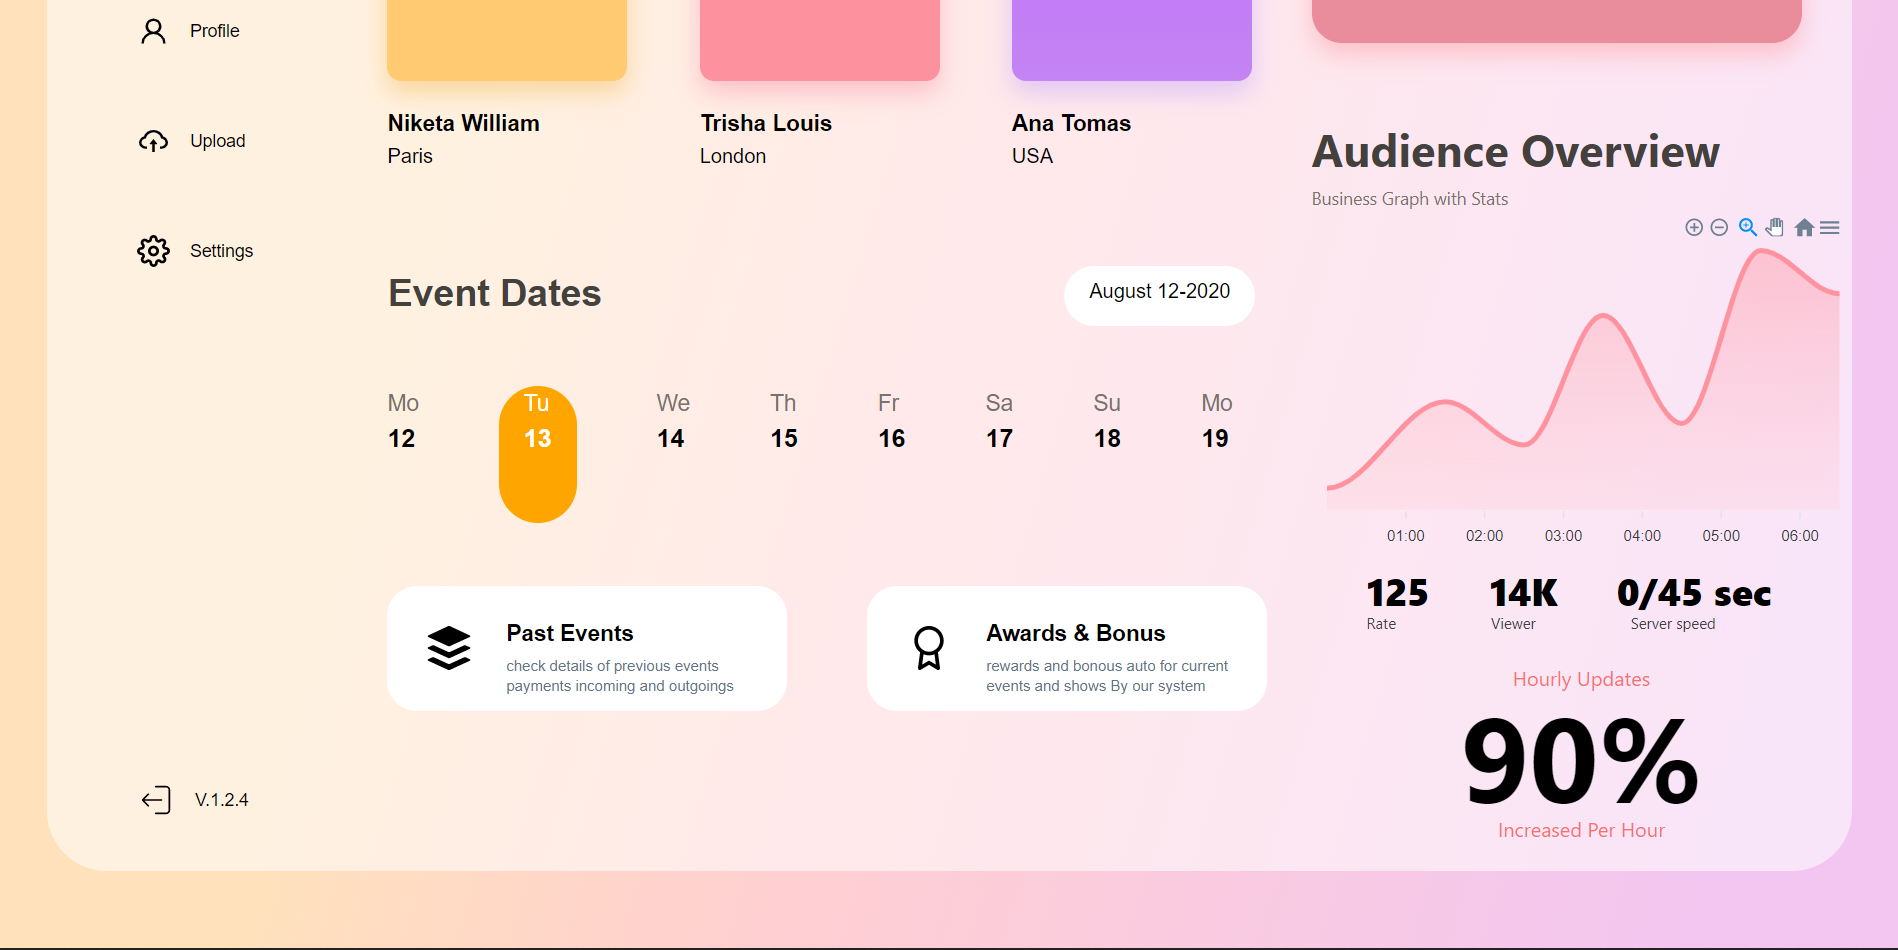 Profile
Upload
Settings
V.1.2.4
Niketa William
Paris
Trisha Louis
London
Ana Tomas
USA
Event Dates
August 12-2020
Mo Tu We Th Fr Sa Su Mo
12 13 14 15 16 17 18 19
Past Events
check details of previous events
payments incoming and outgoings
Awards & Bonus
rewards and bonous auto for current
events and shows By our system
Audience Overview
Business Graph with Stats
01:00 02:00 03:00 04:00 05:00 06:00
125 14K 0/45 sec
Rate Viewer Server speed
Hourly Updates
90%
Increased Per Hour